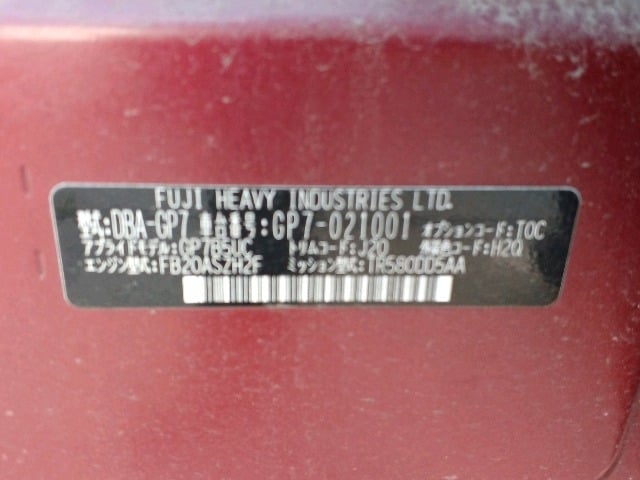 FUJI HEAVY INDUSTRIES LTD.
型式:DBA-GP7 車台番号:GP7-021001 オプションコード:TOC
アプライドモデル:GP7B5UC トリムコード:J20 外装色コード:H2Q
エンジン型式:FB20ASZH2F ミッション型式:TR580DD5AA